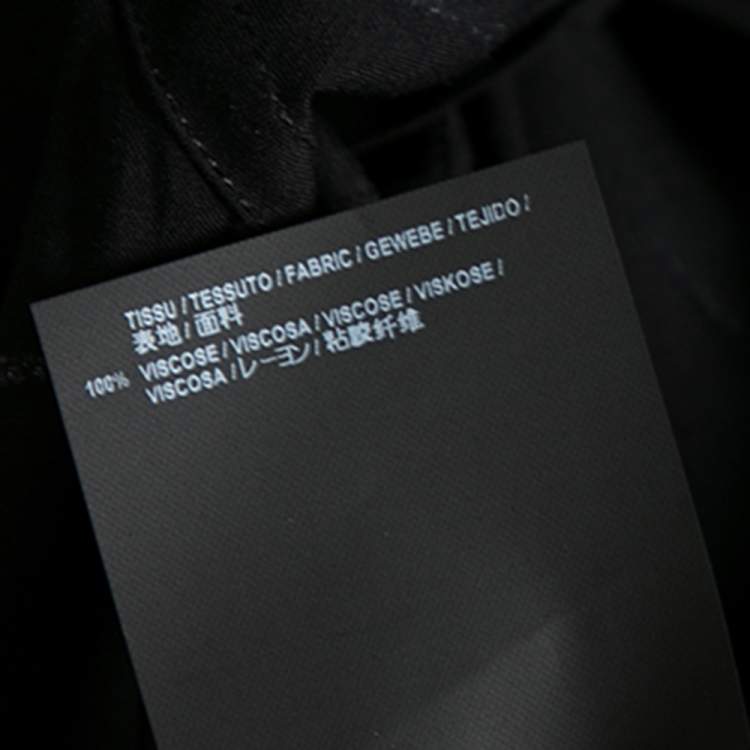 TISSU / TESSUTO / FABRIC / GEWEBE / TEJIDO /
表地 / 面料
100% VISCOSE / VISCOSA / VISCOSE / VISKOSE /
VISCOSA / レーヨン / 粘胶纤维